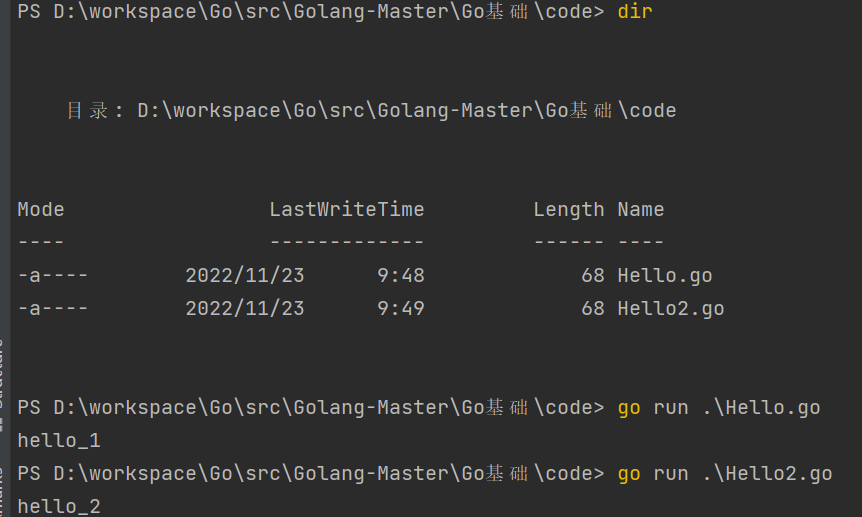 PS D:\workspace\Go\src\Golang-Master\Go基础\code> dir
目录: D:\workspace\Go\src\Golang-Master\Go基础\code
Mode                 LastWriteTime         Length Name
----                 -------------         ------ ----
-a----        2022/11/23      9:48             68 Hello.go
-a----        2022/11/23      9:49             68 Hello2.go
PS D:\workspace\Go\src\Golang-Master\Go基础\code> go run .\Hello.go
hello_1
PS D:\workspace\Go\src\Golang-Master\Go基础\code> go run .\Hello2.go
hello_2